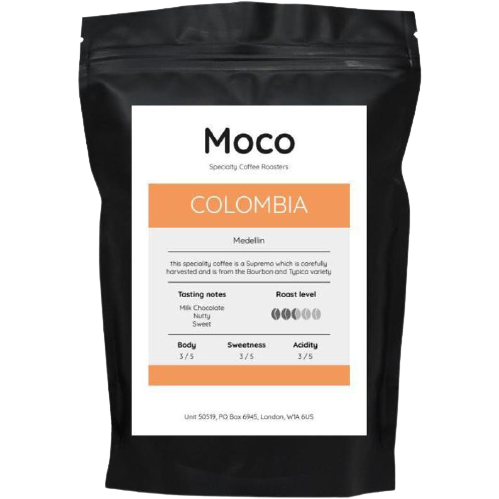 Moco
Specialty Coffee Roasters
COLOMBIA
Medellin
This speciality coffee is a Supremo which is carefully
harvested and is from the Bourbon and Typica variety
Tasting notes
Roast level
Milk Chocolate
Nutty
Sweet
Body
Sweetness
Acidity
3 / 5
3 / 5
3 / 5
Unit 50519, PO Box 6945, London, W1A 6US